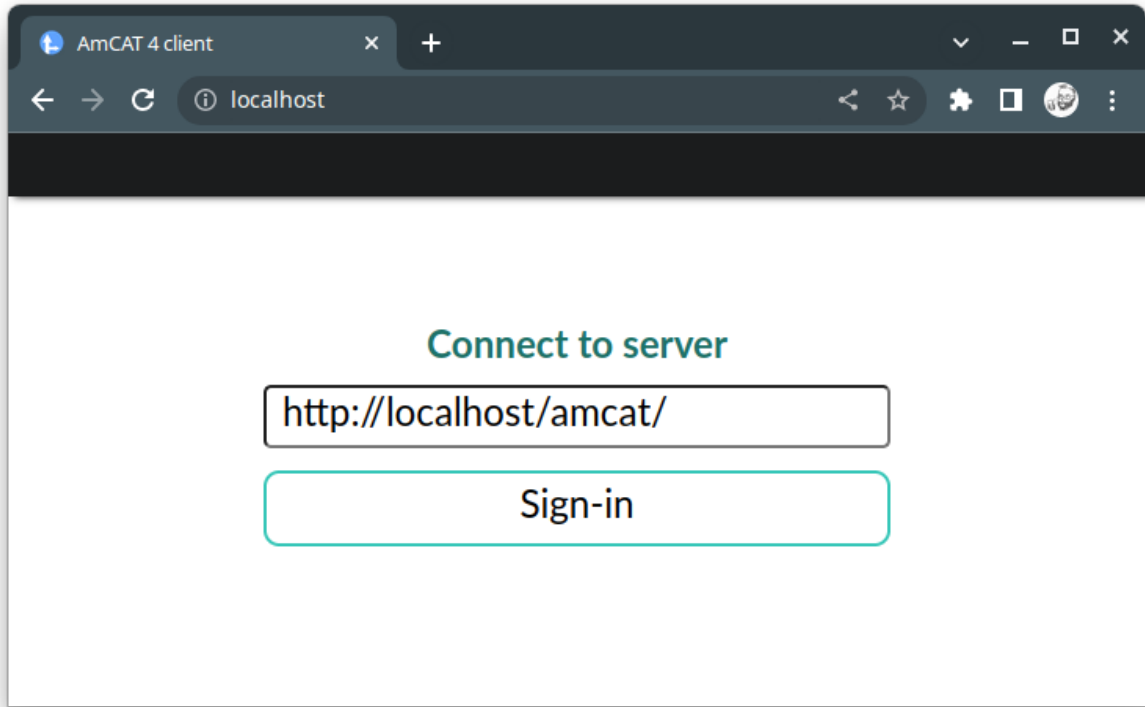 AmCAT 4 client
localhost
Connect to server
http://localhost/amcat/
Sign-in